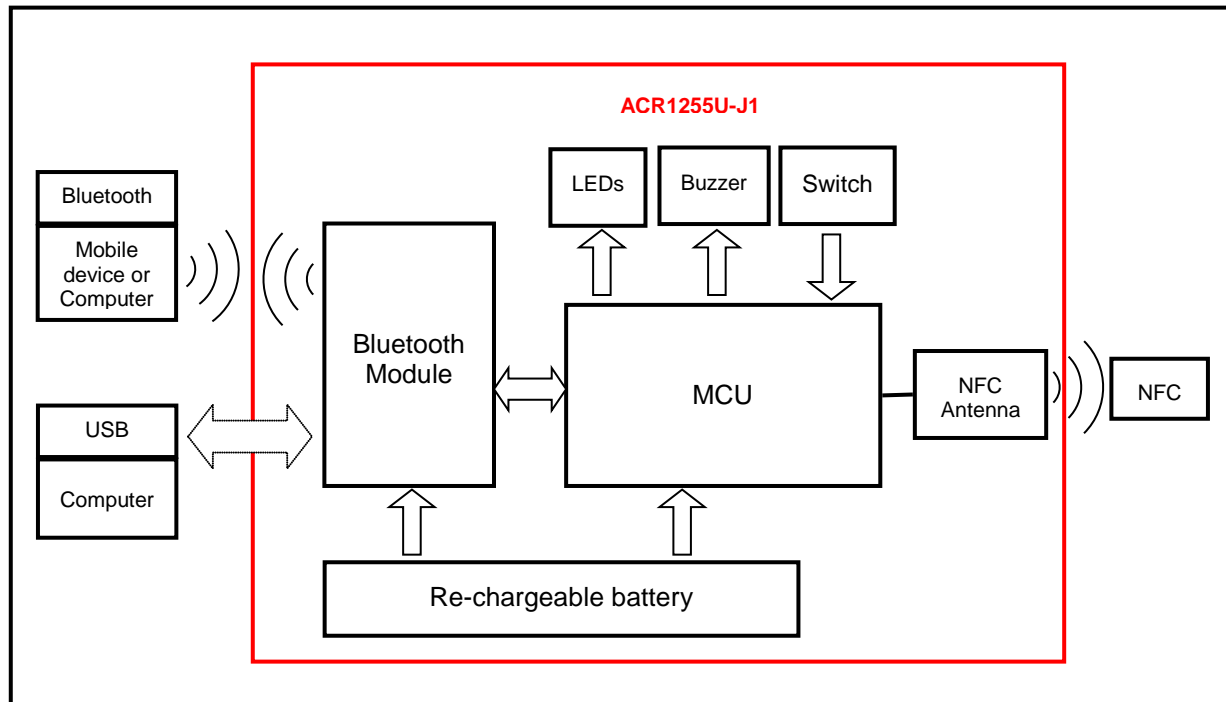 ACR1255U-J1
LEDs
Buzzer
Switch
Bluetooth
Mobile
device or
Computer
Bluetooth
Module
MCU
NFC
Antenna
NFC
USB
Computer
Re-chargeable battery